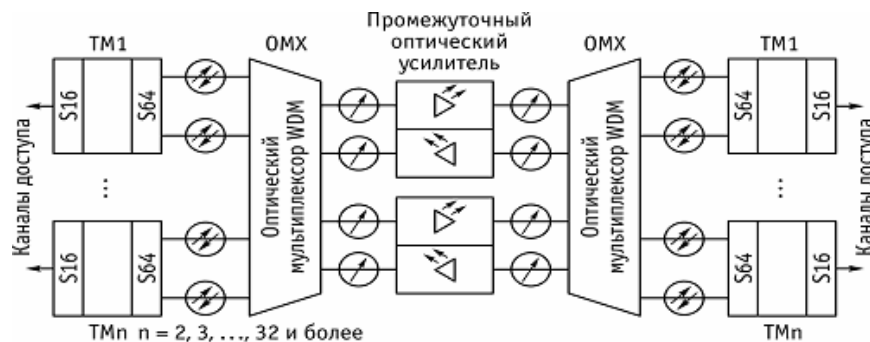 Промежуточный
оптический
усилитель
TM1
OMX
OMX
TM1
S16
S64
S64
S16
Каналы доступа
Оптический
мультиплексор WDM
Оптический
мультиплексор WDM
Каналы доступа
...
...
S16
S64
S64
S16
TMn n = 2, 3, ..., 32 и более
TMn